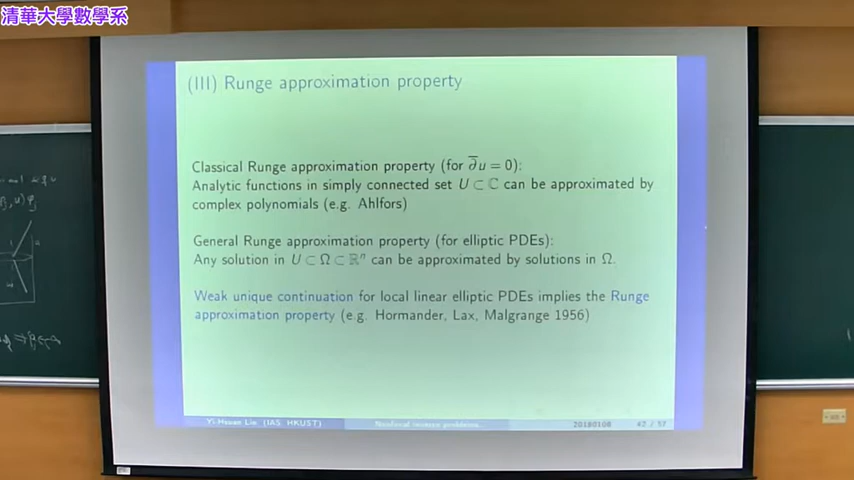 清華大學數學系
(III) Runge approximation property
Classical Runge approximation property (for ∂̅u = 0):
Analytic functions in simply connected set U ⊂ ℂ can be approximated by
complex polynomials (e.g. Ahlfors)
General Runge approximation property (for elliptic PDEs):
Any solution in U ⊂ Ω ⊂ ℝⁿ can be approximated by solutions in Ω.
Weak unique continuation for local linear elliptic PDEs implies the Runge
approximation property (e.g. Hormander, Lax, Malgrange 1956)
Yi-Hsuan Lin (IAS HKUST)
Nonlocal inverse problems...
20180108
42 / 57